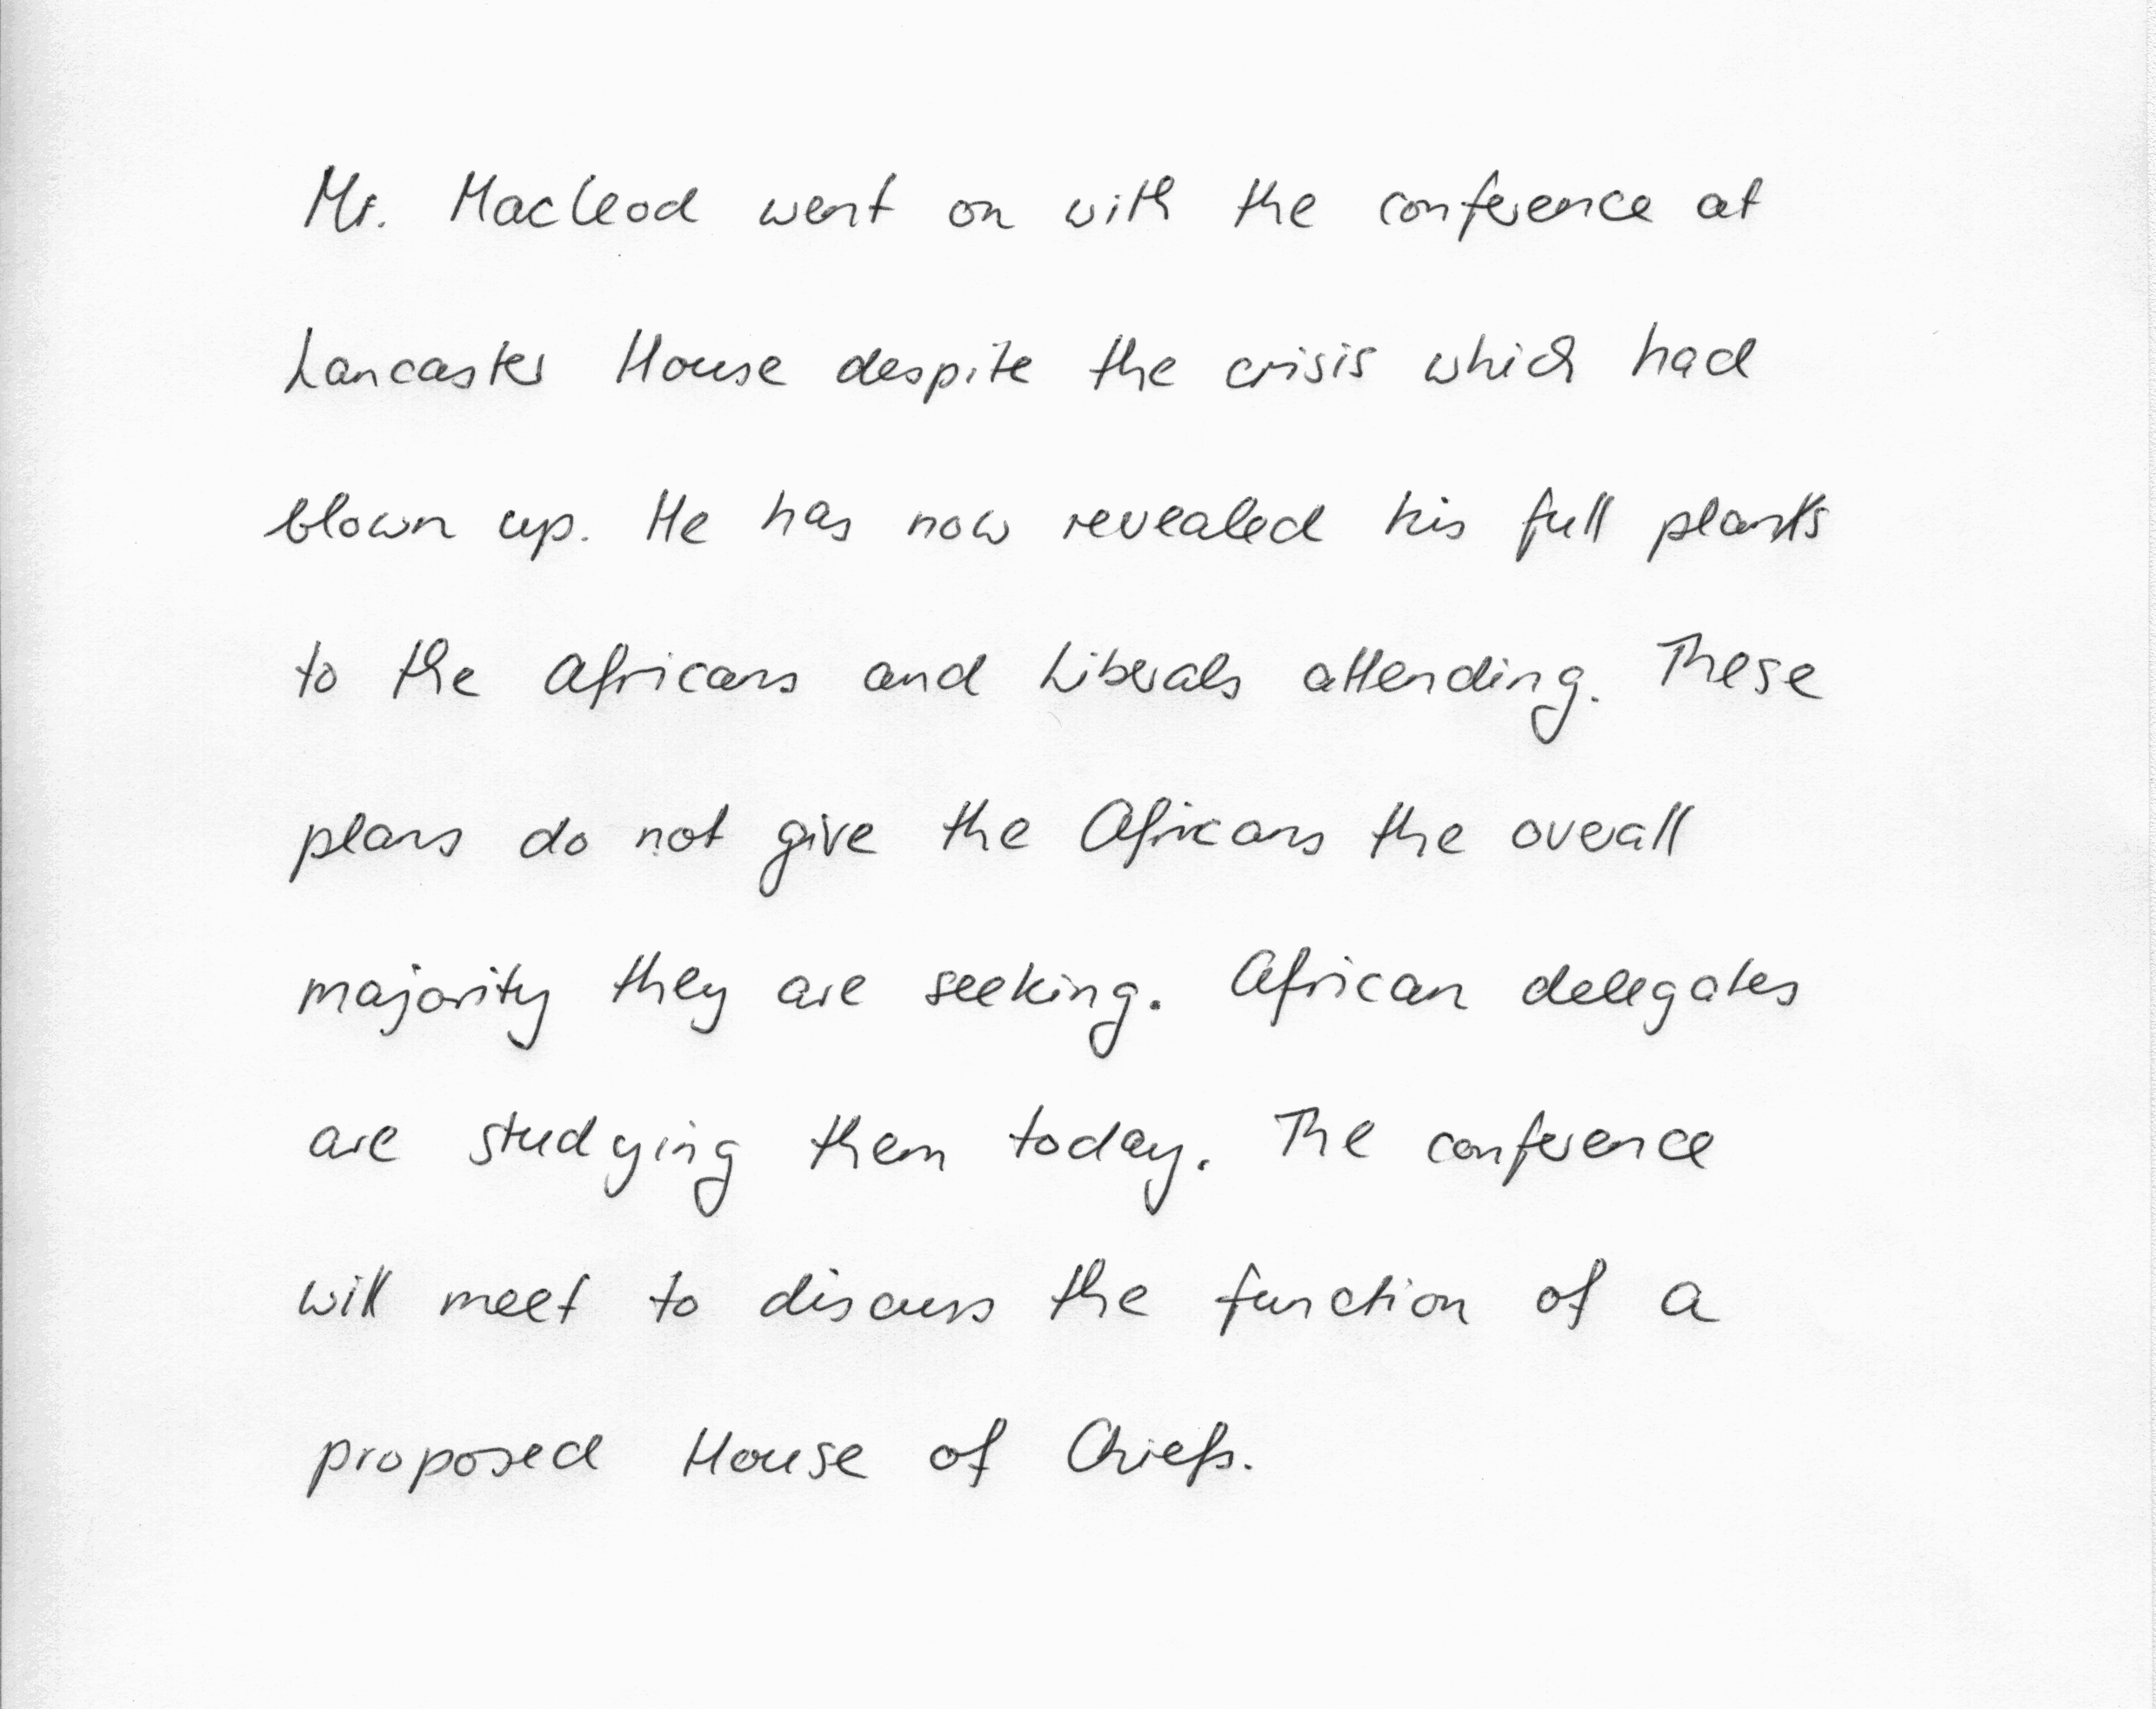 Mr. Macleod went on with the conference at
Lancaster House despite the crisis which had
blown up. He has now revealed his full plans
to the Africans and Liberals attending. These
plans do not give the Africans the overall
majority they are seeking. African delegates
are studying them today. The conference
will meet to discuss the function of a
proposed House of Chiefs.